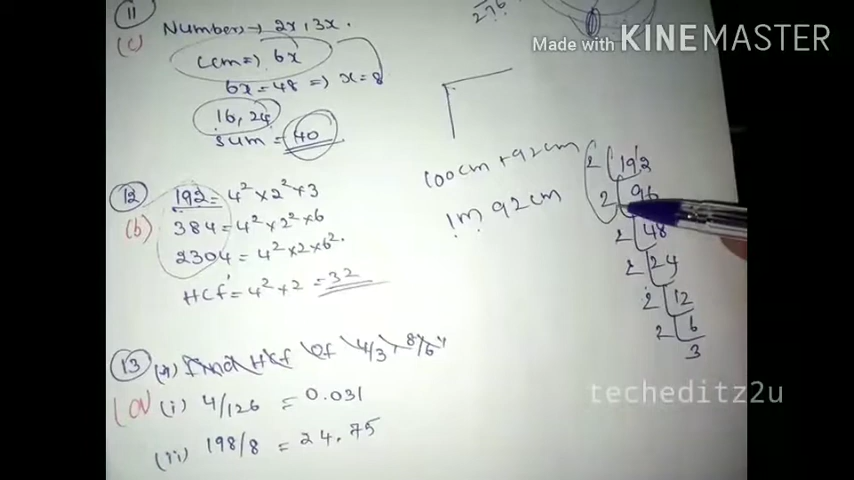 11
Numbers → 2x, 3x.
(c)
LCM ⇒ 6x
6x = 48 ⇒ x = 8
16, 24
sum = 40
12
192 = 4² × 2² × 3
(b)
384 = 4² × 2² × 6
2304 = 4² × 2 × 6².
HCF = 4² × 2 = 32
13
(i) 4/126 = 0.031
(ii) 198/8 = 24.75
276
Made with KINEMASTER
100cm + 92cm
1m 92cm
2 192
2 96
2 48
2 24
2 12
2 6
3
techeditz2u